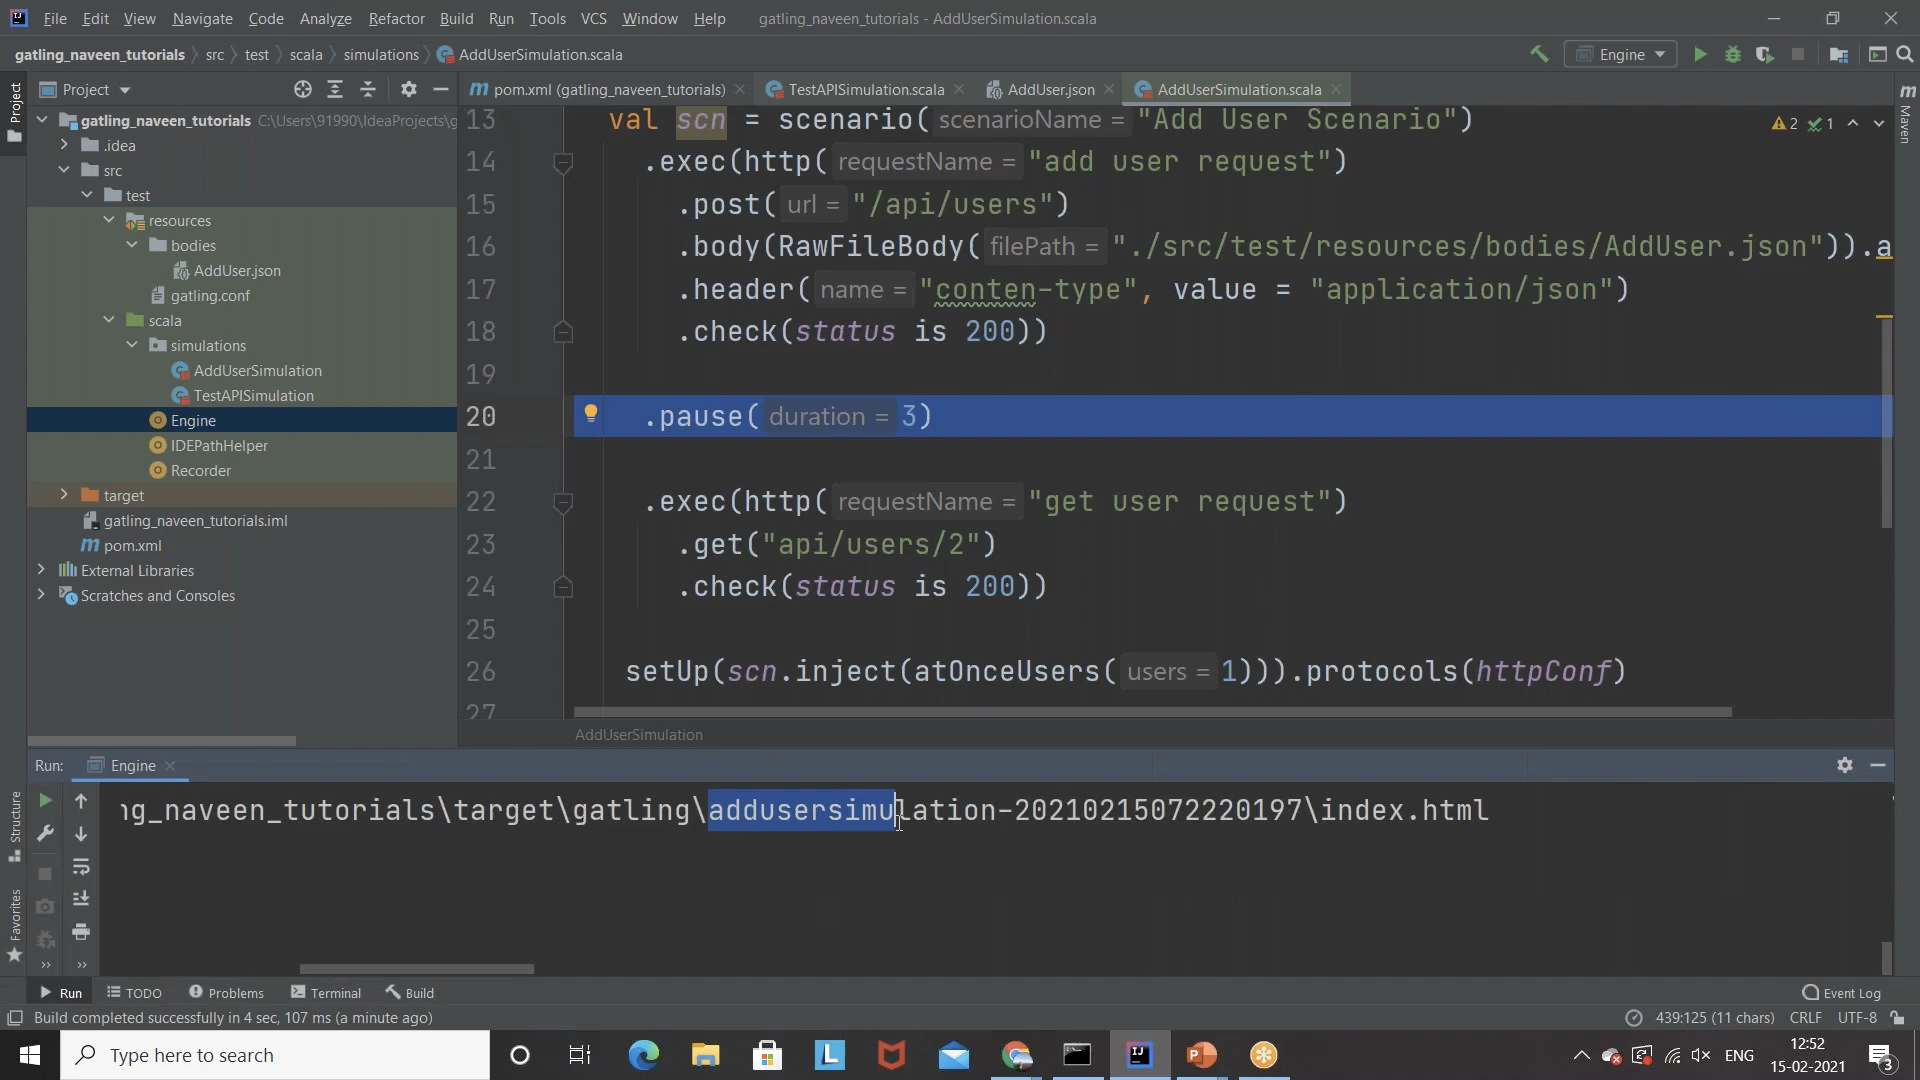 File Edit View Navigate Code Analyze Refactor Build Run Tools VCS Window Help gatling_naveen_tutorials - AddUserSimulation.scala
gatling_naveen_tutorials src test scala simulations AddUserSimulation.scala Engine
Project pom.xml (gatling_naveen_tutorials) TestAPISimulation.scala AddUser.json AddUserSimulation.scala
Project
Maven
Structure
Favorites
gatling_naveen_tutorials C:\Users\91990\IdeaProjects\g
.idea
src
test
resources
bodies
AddUser.json
gatling.conf
scala
simulations
AddUserSimulation
TestAPISimulation
Engine
IDEPathHelper
Recorder
target
gatling_naveen_tutorials.iml
pom.xml
External Libraries
Scratches and Consoles
2 1
13 val scn = scenario( scenarioName = "Add User Scenario")
14 .exec(http( requestName = "add user request")
15 .post( url = "/api/users")
16 .body(RawFileBody( filePath = "./src/test/resources/bodies/AddUser.json")).a
17 .header( name = "conten-type", value = "application/json")
18 .check(status is 200))
19
20 .pause( duration = 3)
21
22 .exec(http( requestName = "get user request")
23 .get("api/users/2")
24 .check(status is 200))
25
26 setUp(scn.inject(atOnceUsers( users = 1))).protocols(httpConf)
27
AddUserSimulation
Run: Engine
ng_naveen_tutorials\target\gatling\addusersimulation-20210215072220197\index.html
Run TODO Problems Terminal Build Event Log
Build completed successfully in 4 sec, 107 ms (a minute ago) 439:125 (11 chars) CRLF UTF-8
Type here to search
ENG
12:52
15-02-2021
3